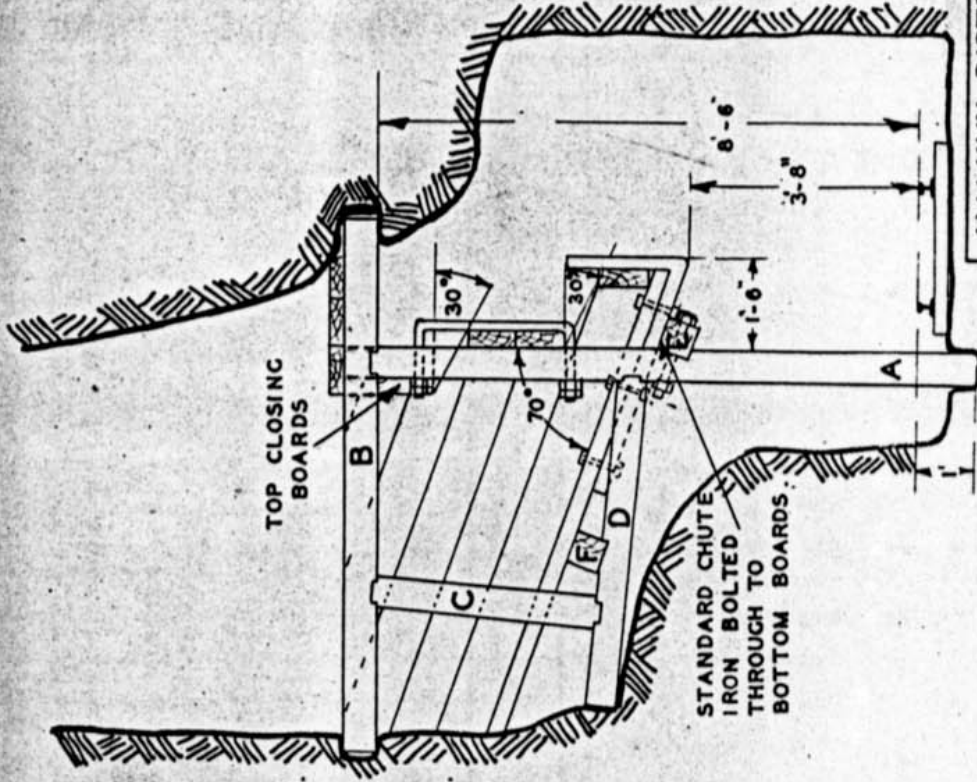 TOP CLOSING
BOARDS
B
30°
8'-6"
3'-8"
C
70°
30°
F
D
E
1'-6"
A
1'
STANDARD CHUTE
IRON BOLTED
THROUGH TO
BOTTOM BOARDS.